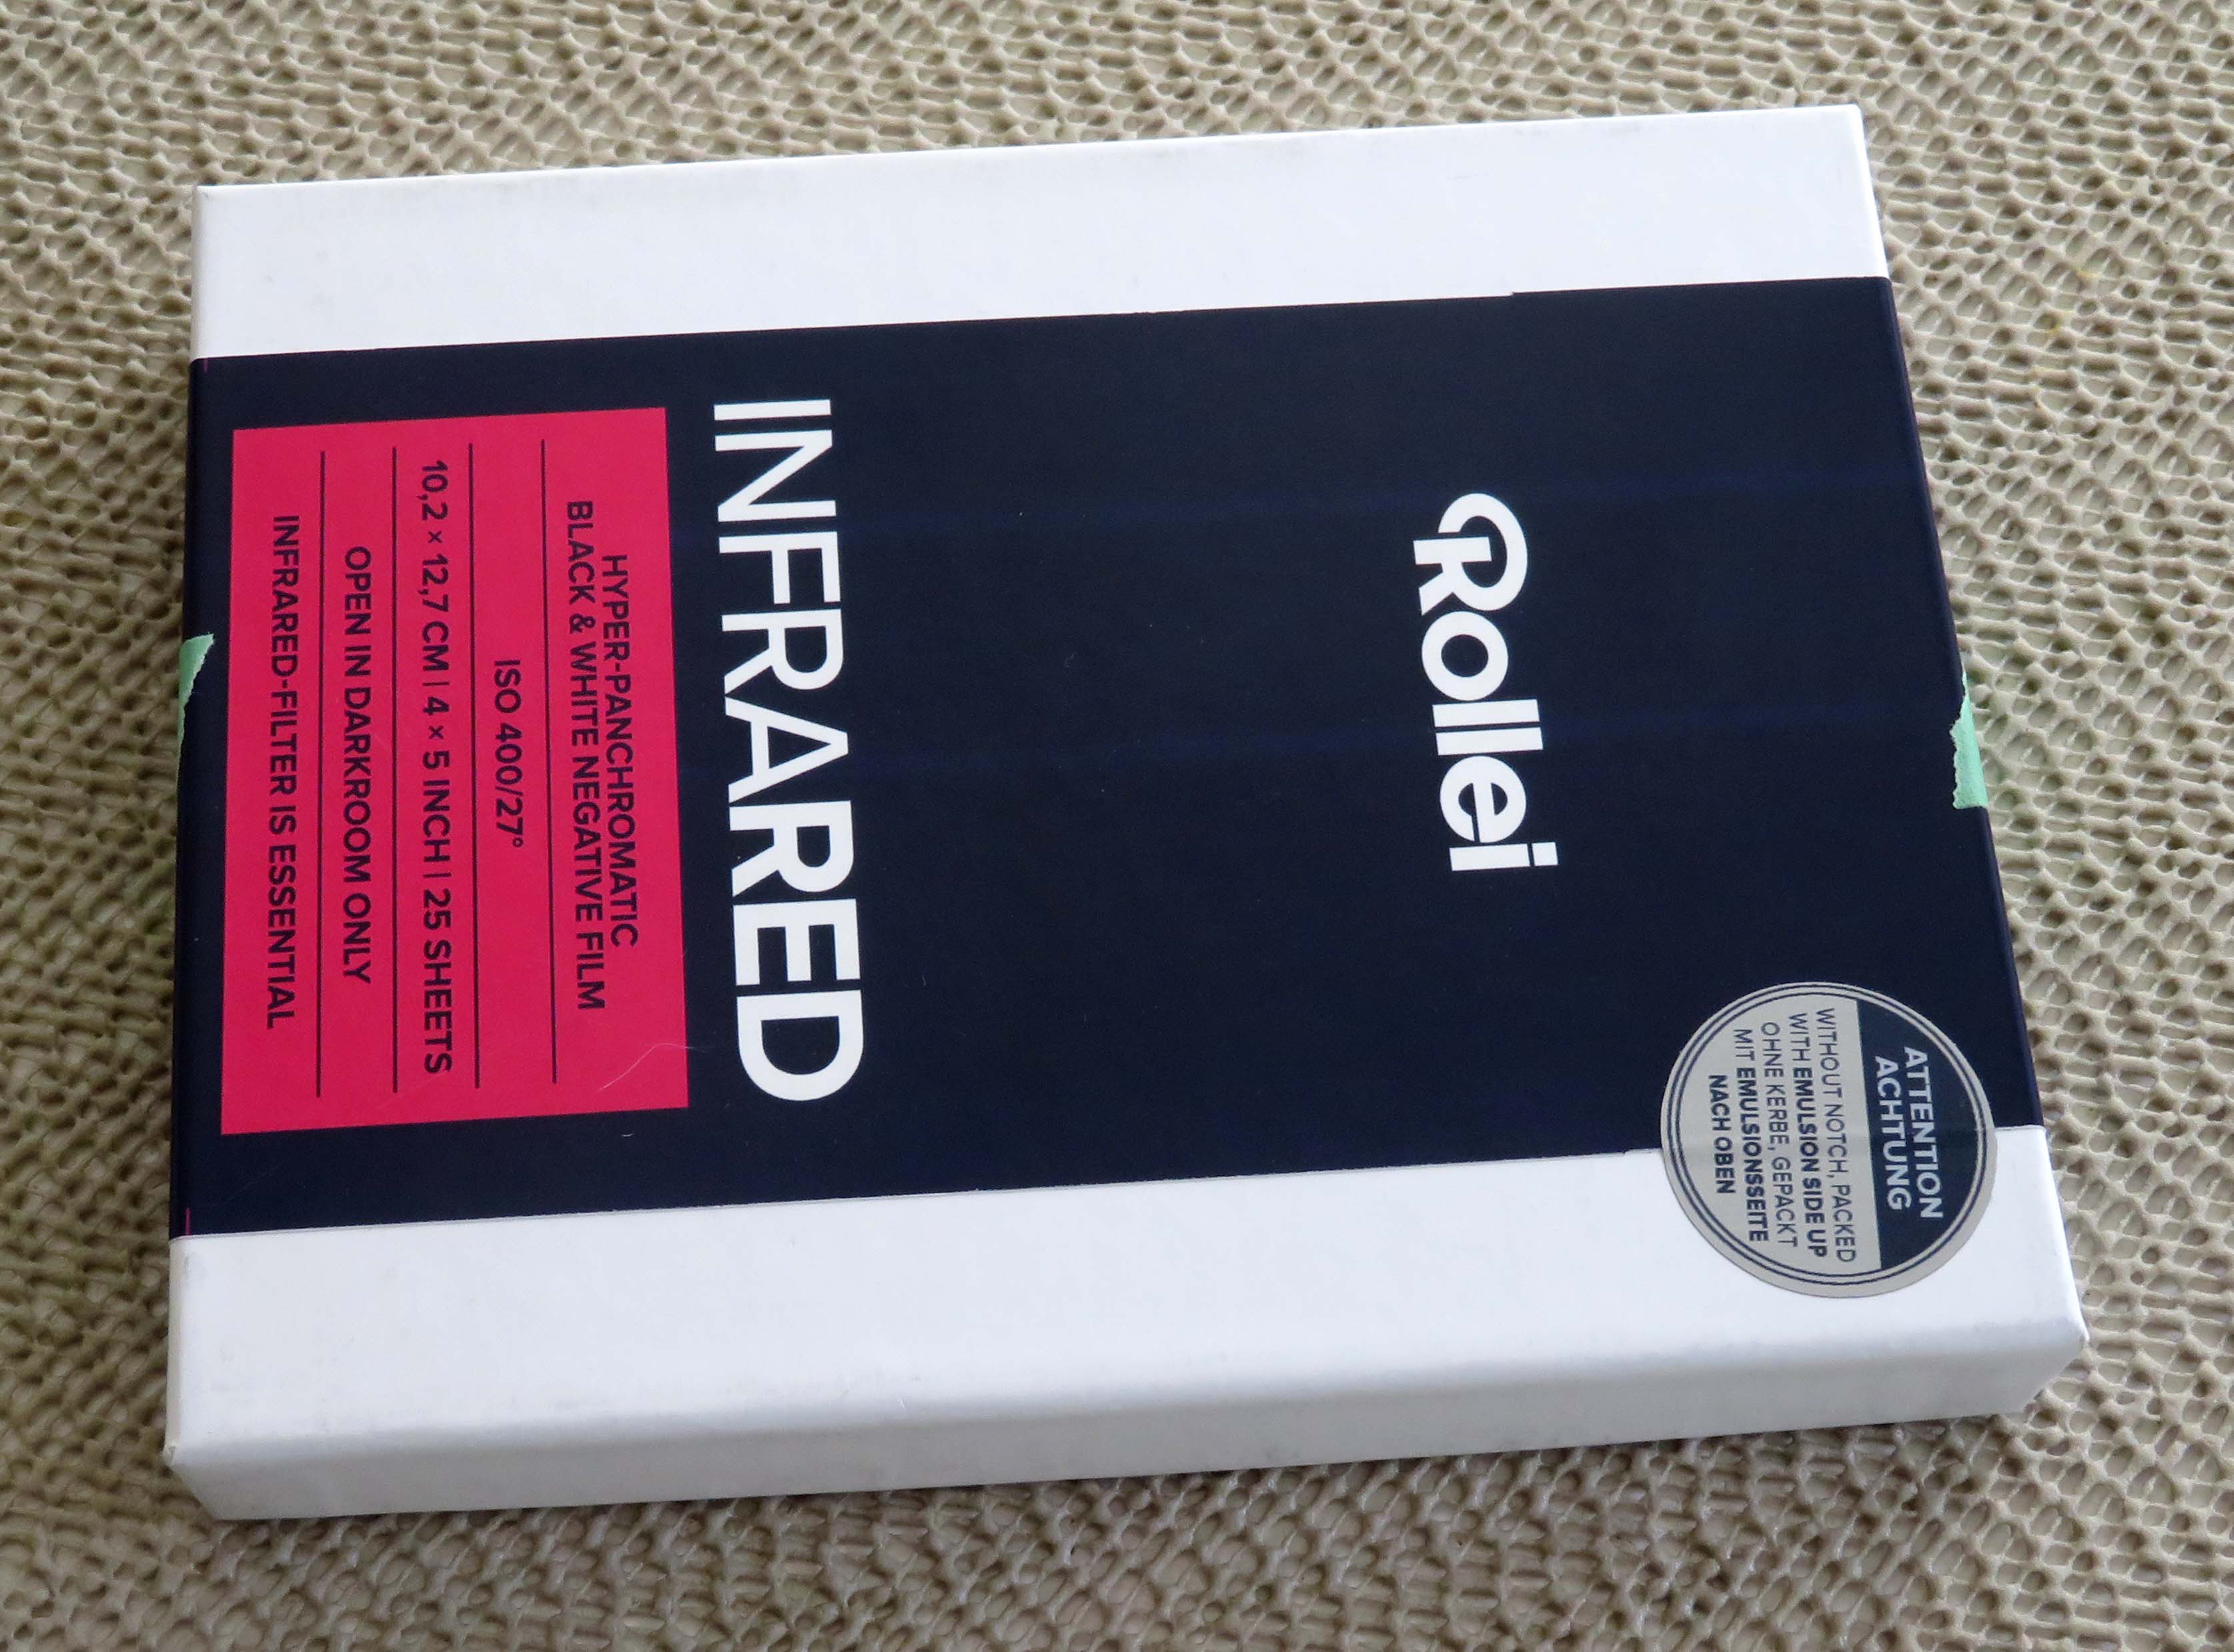 Rollei
INFRARED
HYPER-PANCHROMATIC
BLACK & WHITE NEGATIVE FILM
ISO 400/27°
10,2 × 12,7 CM | 4 × 5 INCH | 25 SHEETS
OPEN IN DARKROOM ONLY
INFRARED-FILTER IS ESSENTIAL
ATTENTION
ACHTUNG
WITHOUT NOTCH, PACKED
WITH EMULSION SIDE UP
OHNE KERBE, GEPACKT
MIT EMULSIONSSEITE
NACH OBEN